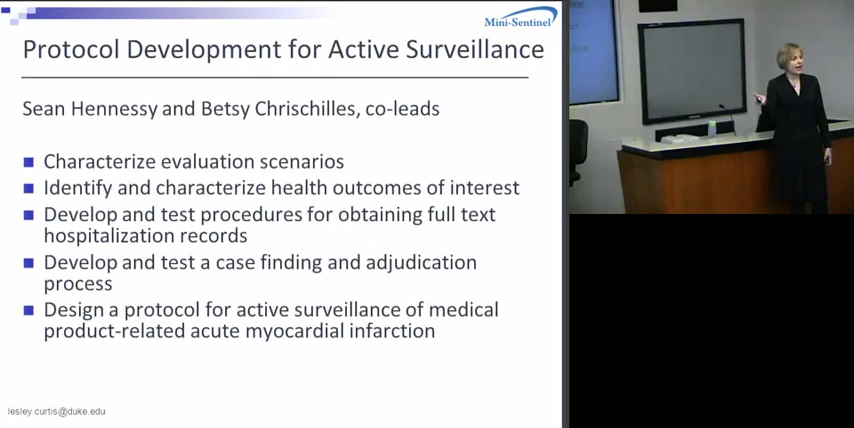 Mini-Sentinel
Protocol Development for Active Surveillance
Sean Hennessy and Betsy Chrischilles, co-leads
Characterize evaluation scenarios
Identify and characterize health outcomes of interest
Develop and test procedures for obtaining full text
hospitalization records
Develop and test a case finding and adjudication
process
Design a protocol for active surveillance of medical
product-related acute myocardial infarction
lesley.curtis@duke.edu